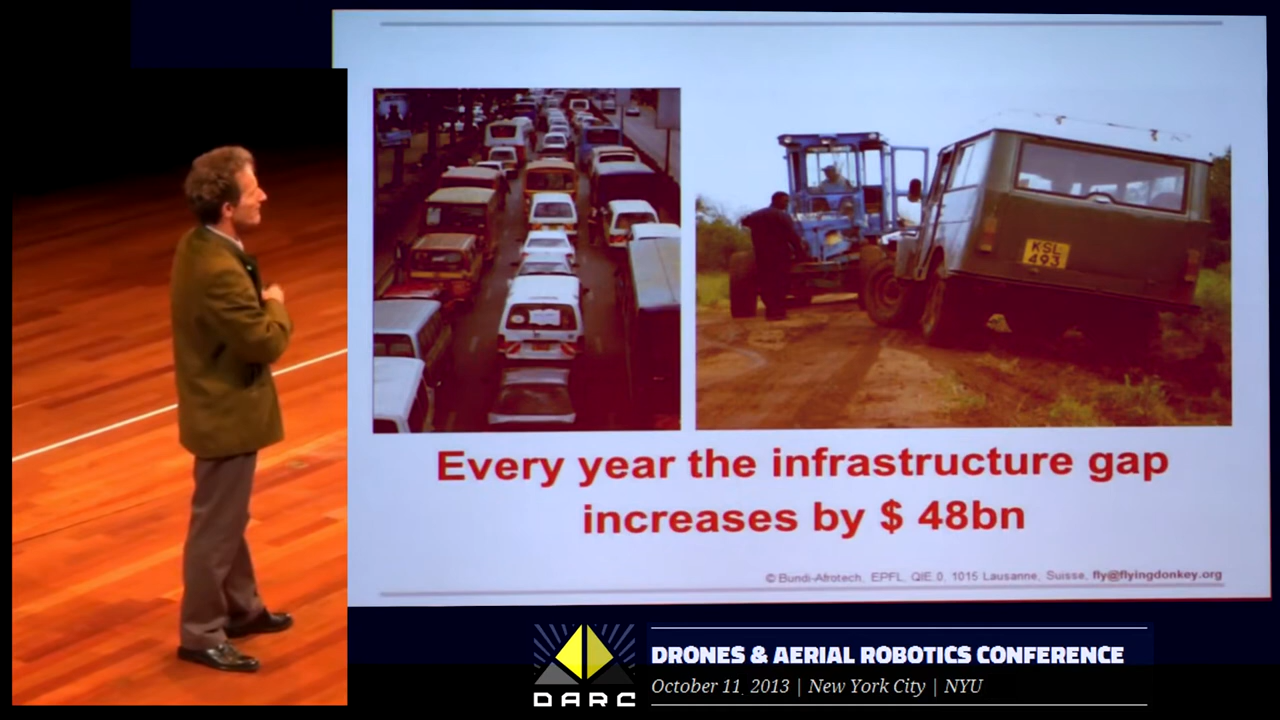 KSL
493
Every year the infrastructure gap
increases by $ 48bn
© Bundi-Afrotech, EPFL, QIE 0, 1015 Lausanne, Suisse, fly@flyingdonkey.org
DARC
DRONES & AERIAL ROBOTICS CONFERENCE
October 11, 2013 | New York City | NYU